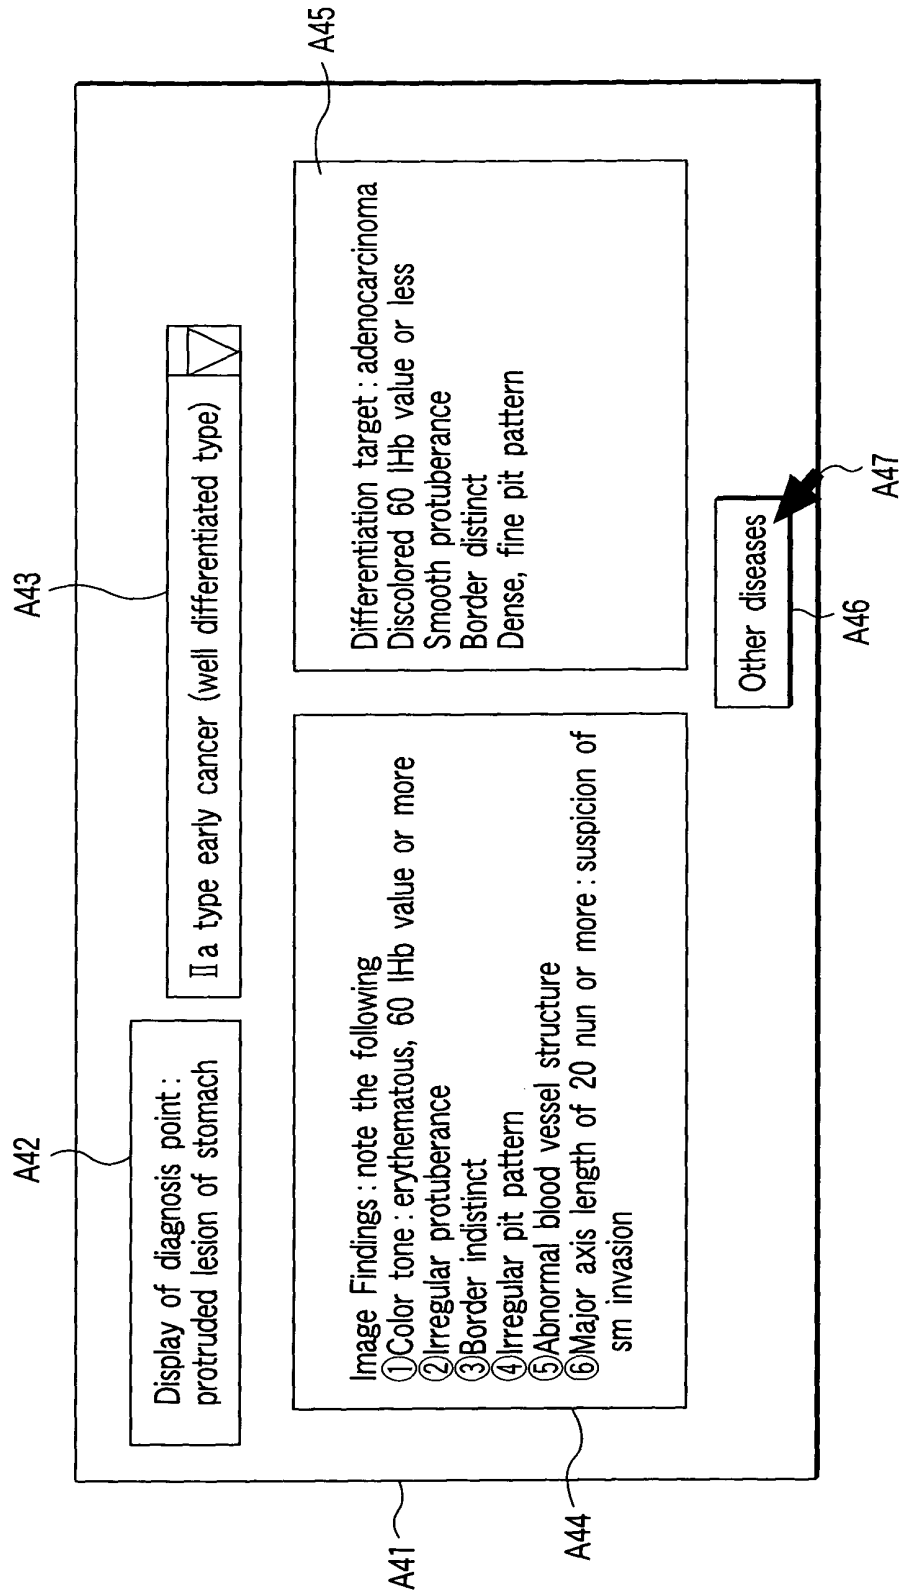 A42
A43
A45
Display of diagnosis point :
protruded lesion of stomach
Ⅱa type early cancer (well differentiated type)
Image Findings : note the following
①Color tone : erythematous, 60 IHb value or more
②Irregular protuberance
③Border indistinct
④Irregular pit pattern
⑤Abnormal blood vessel structure
⑥Major axis length of 20 nun or more : suspicion of
sm invasion
Differentiation target : adenocarcinoma
Discolored 60 IHb value or less
Smooth protuberance
Border distinct
Dense, fine pit pattern
Other diseases
A41
A44
A46
A47